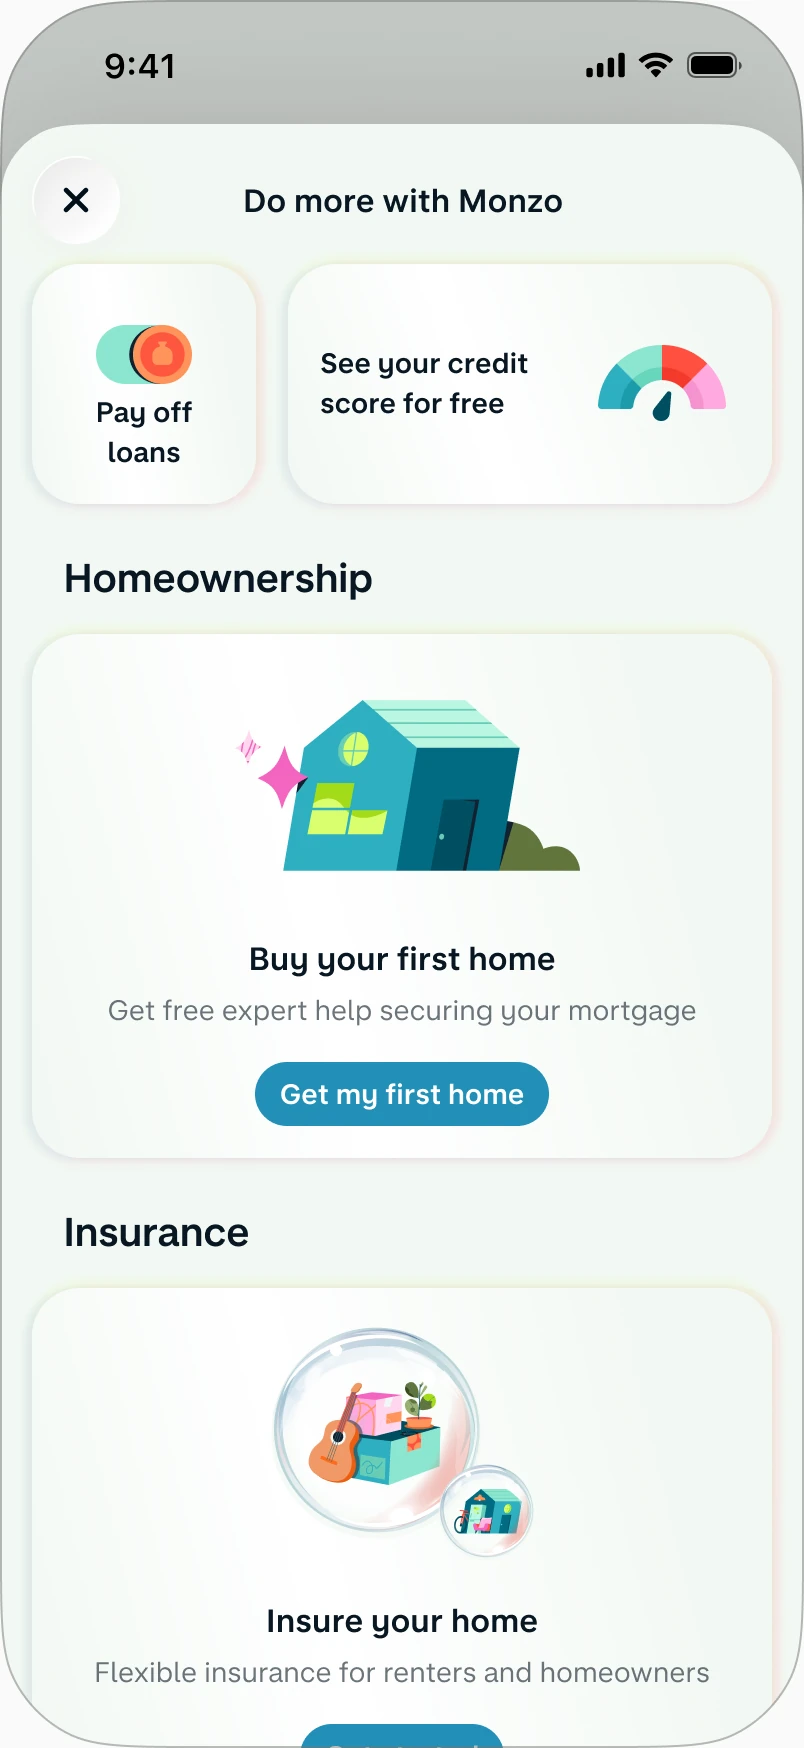 9:41
Do more with Monzo
Pay off
loans
See your credit
score for free
Homeownership
Buy your first home
Get free expert help securing your mortgage
Get my first home
Insurance
Insure your home
Flexible insurance for renters and homeowners